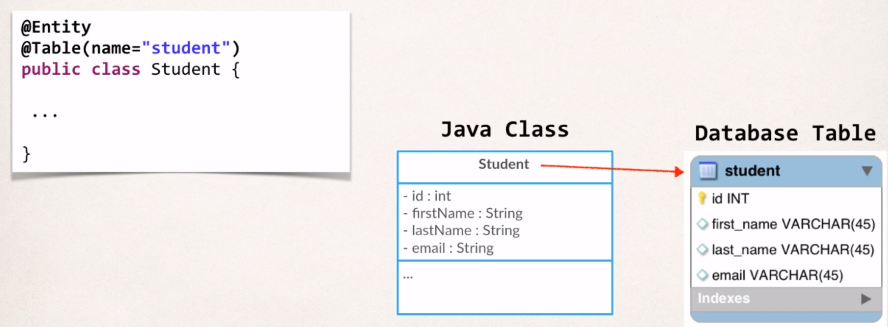 @Entity
@Table(name="student")
public class Student {
...
}
Java Class
Student
- id : int
- firstName : String
- lastName : String
- email : String
...
Database Table
student
id INT
first_name VARCHAR(45)
last_name VARCHAR(45)
email VARCHAR(45)
Indexes